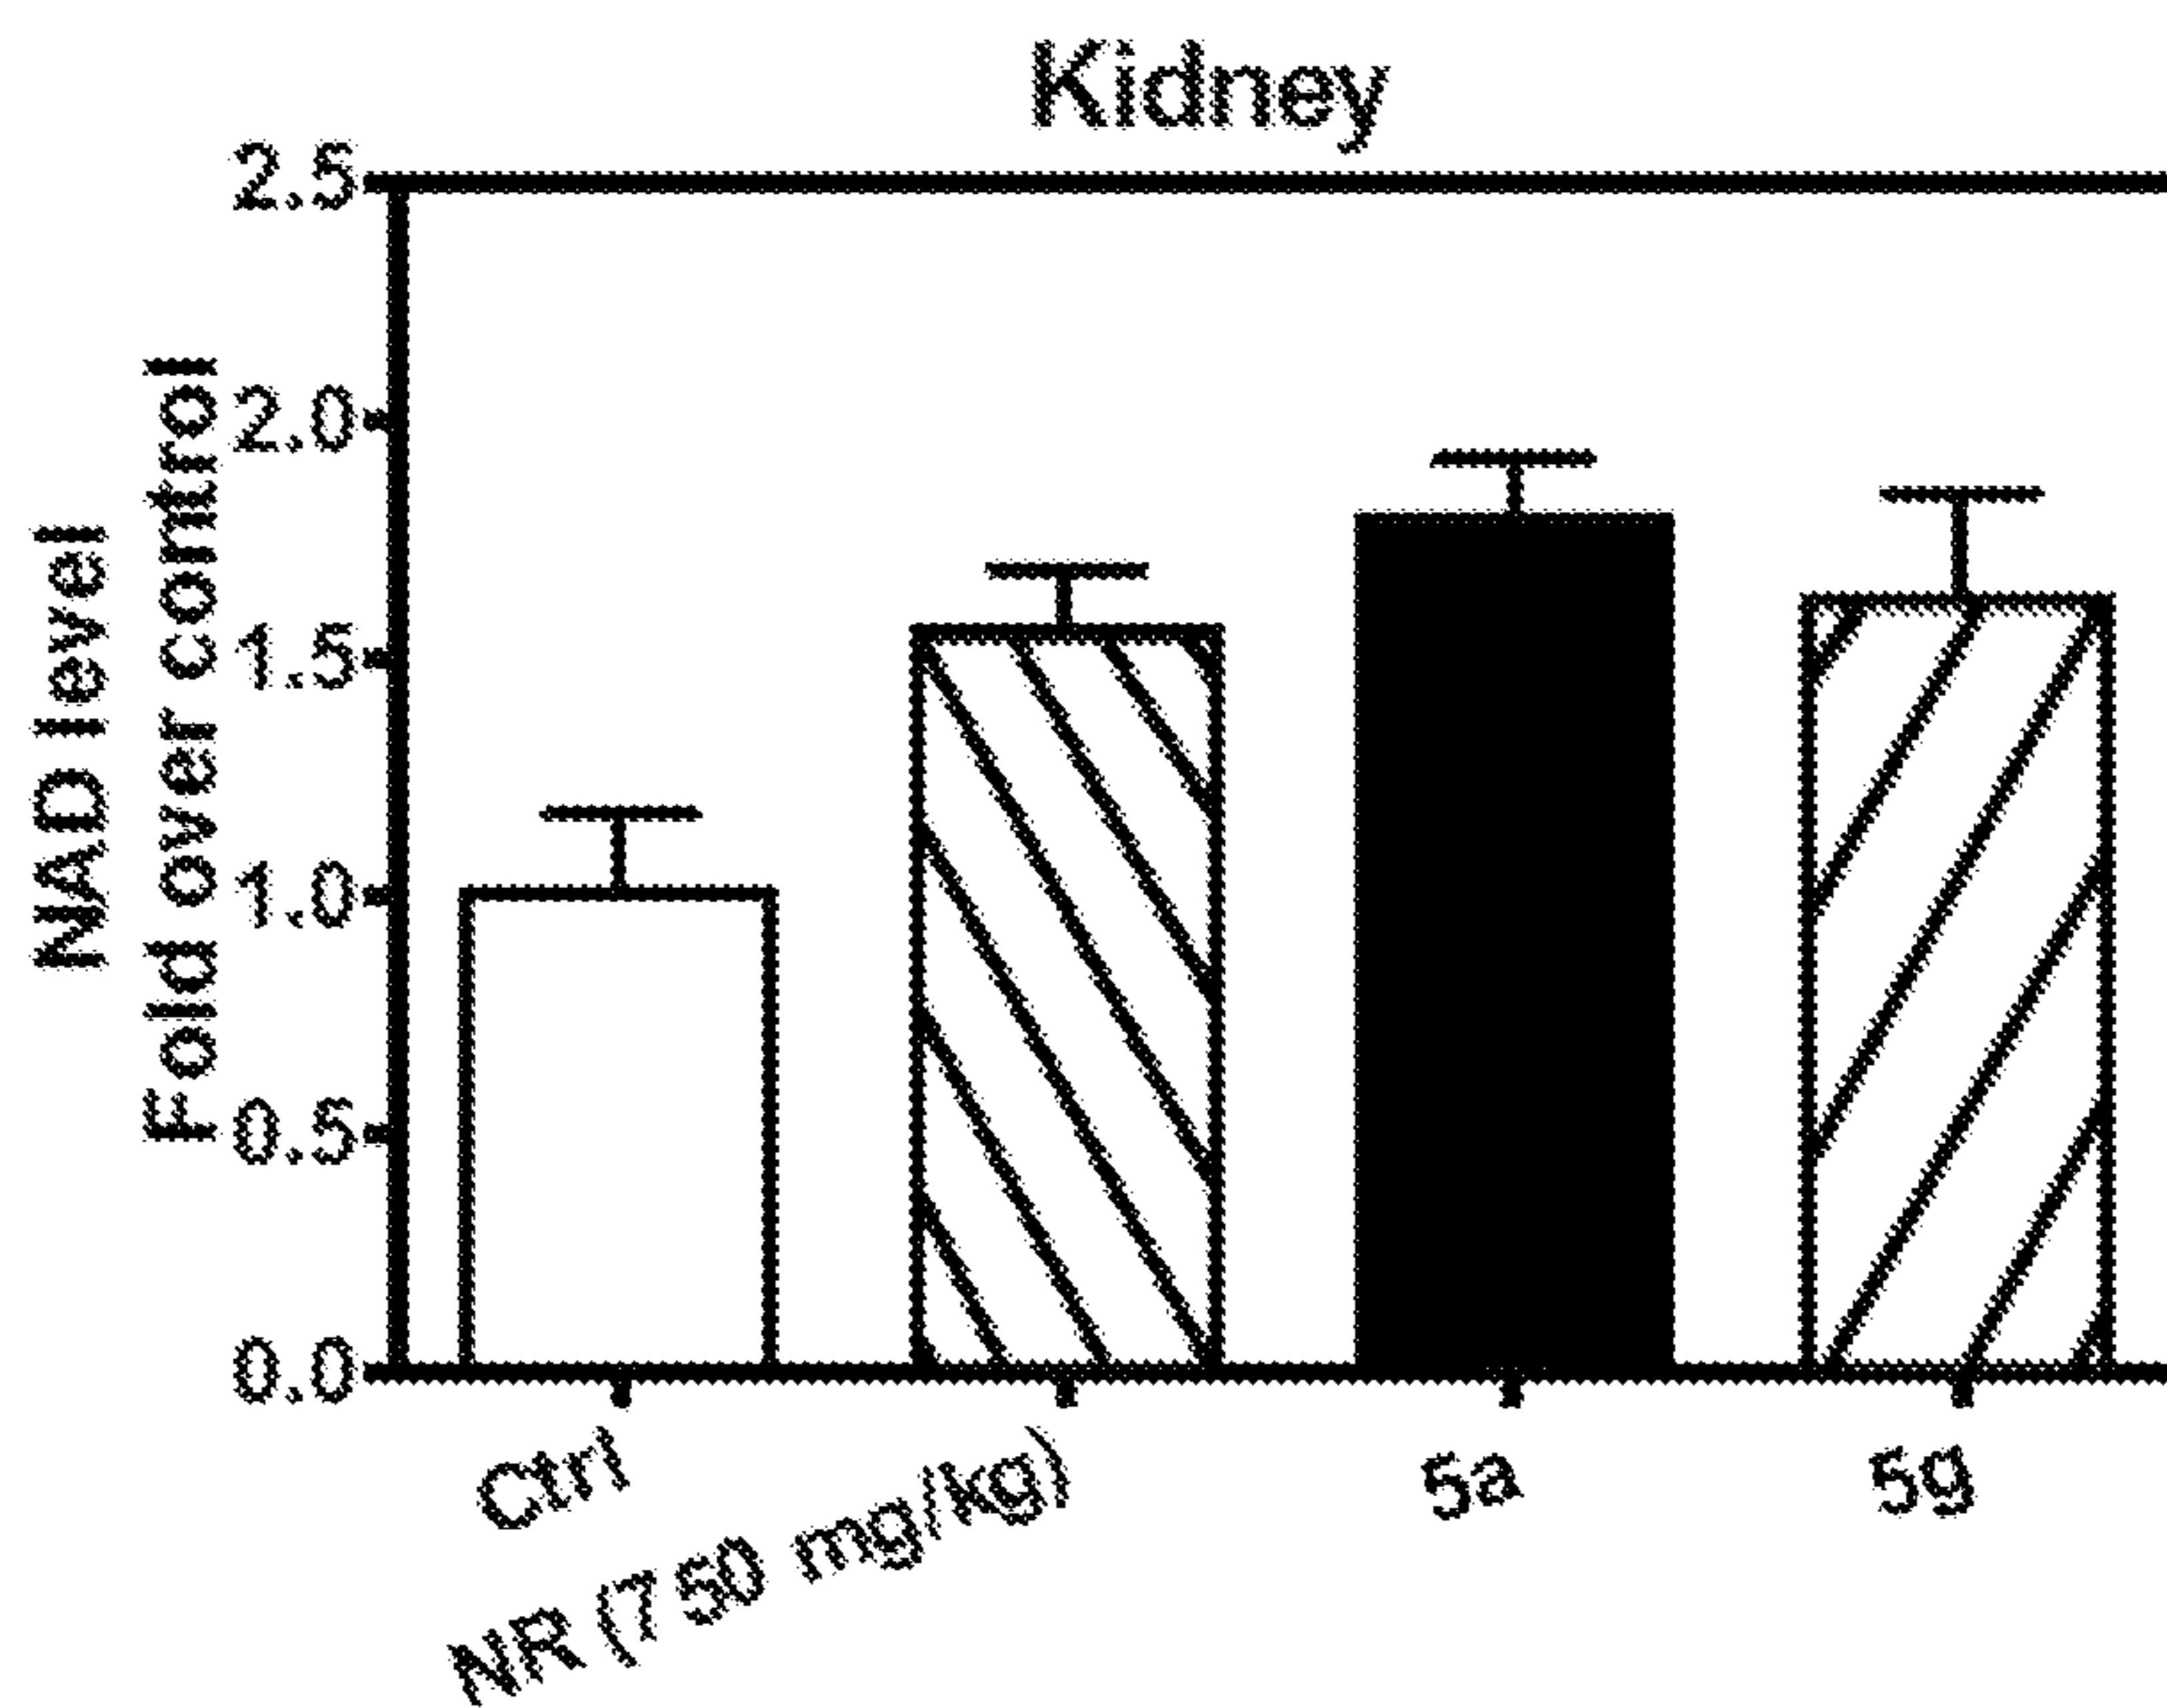 Kidney
NAD level
Fold over control
2.5
2.0
1.5
1.0
0.5
0.0
Ctrl
NR (750 mg/kg)
5a
5g